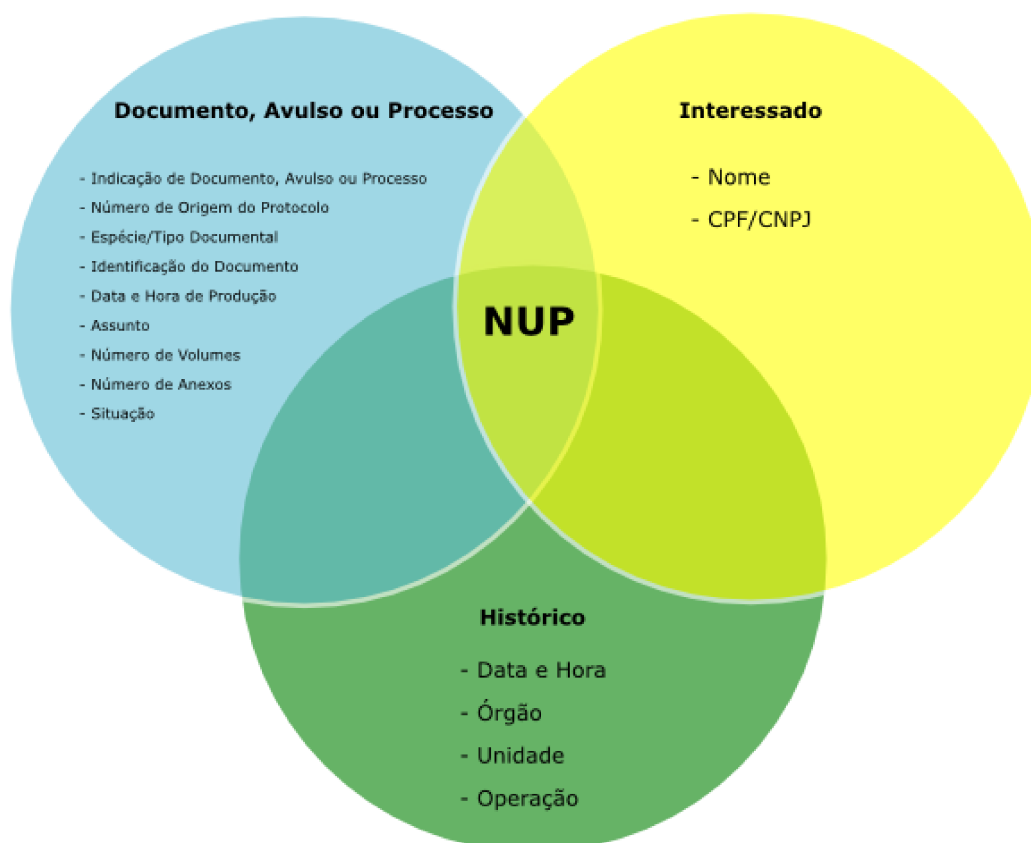 Documento, Avulso ou Processo
- Indicação de Documento, Avulso ou Processo
- Número de Origem do Protocolo
- Espécie/Tipo Documental
- Identificação do Documento
- Data e Hora de Produção
- Assunto
- Número de Volumes
- Número de Anexos
- Situação
Interessado
- Nome
- CPF/CNPJ
NUP
Histórico
- Data e Hora
- Órgão
- Unidade
- Operação